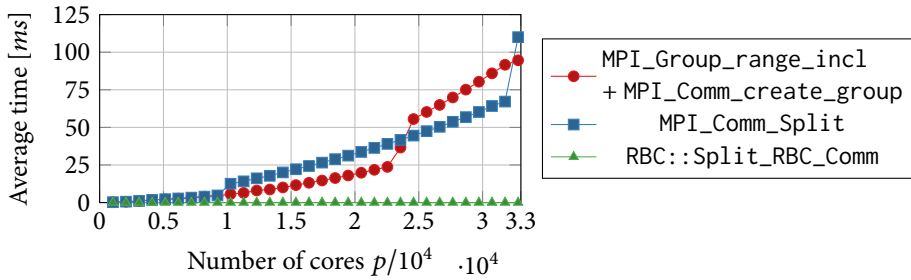 125
100
75
50
25
0
Average time [ms]
0 0.5 1 1.5 2 2.5 3 3.3
Number of cores p/10⁴ ·10⁴
MPI_Group_range_incl
+ MPI_Comm_create_group
MPI_Comm_Split
RBC::Split_RBC_Comm